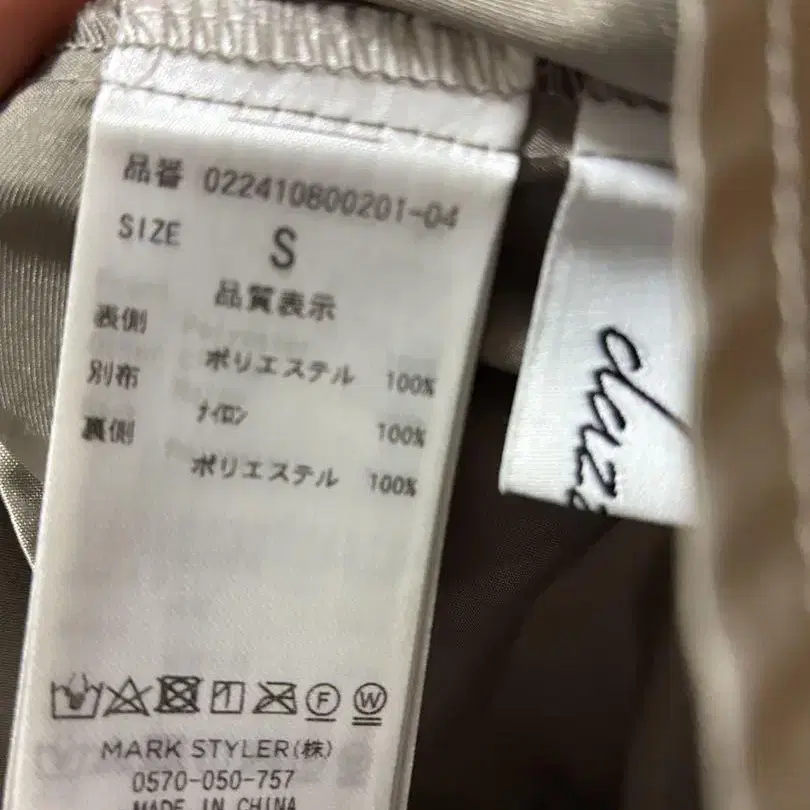 品番 022410800201-04
SIZE S
品質表示
表側 ポリエステル 100%
別布 ナイロン 100%
裏側 ポリエステル 100%
F W
MARK STYLER(株)
0570-050-757
MADE IN CHINA
daz